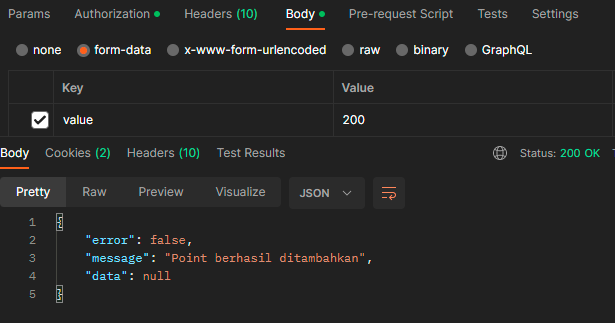 Params Authorization Headers (10) Body Pre-request Script Tests Settings
none form-data x-www-form-urlencoded raw binary GraphQL
Key Value
value 200
Body Cookies (2) Headers (10) Test Results Status: 200 OK
Pretty Raw Preview Visualize JSON
1 {
2 "error": false,
3 "message": "Point berhasil ditambahkan",
4 "data": null
5 }